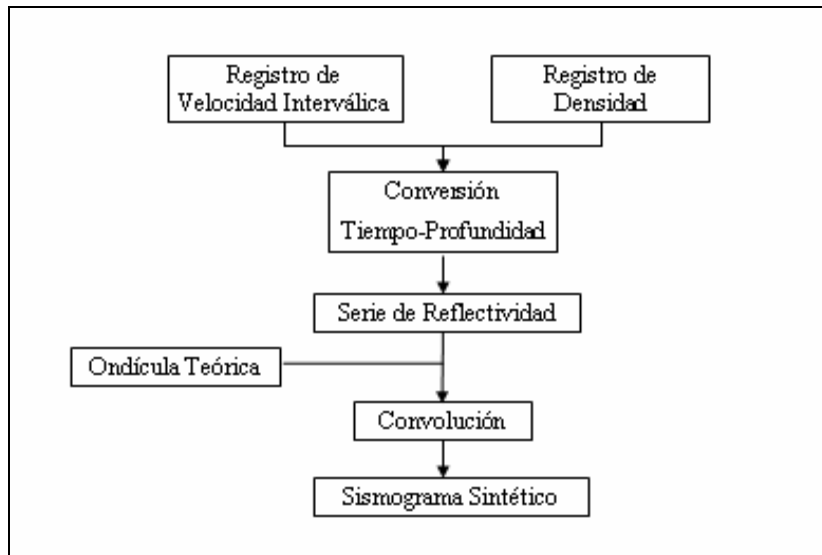 Registro de
Velocidad Interválica
Registro de
Densidad
Conversión
Tiempo-Profundidad
Serie de Reflectividad
Ondícula Teórica
Convolución
Sismograma Sintético